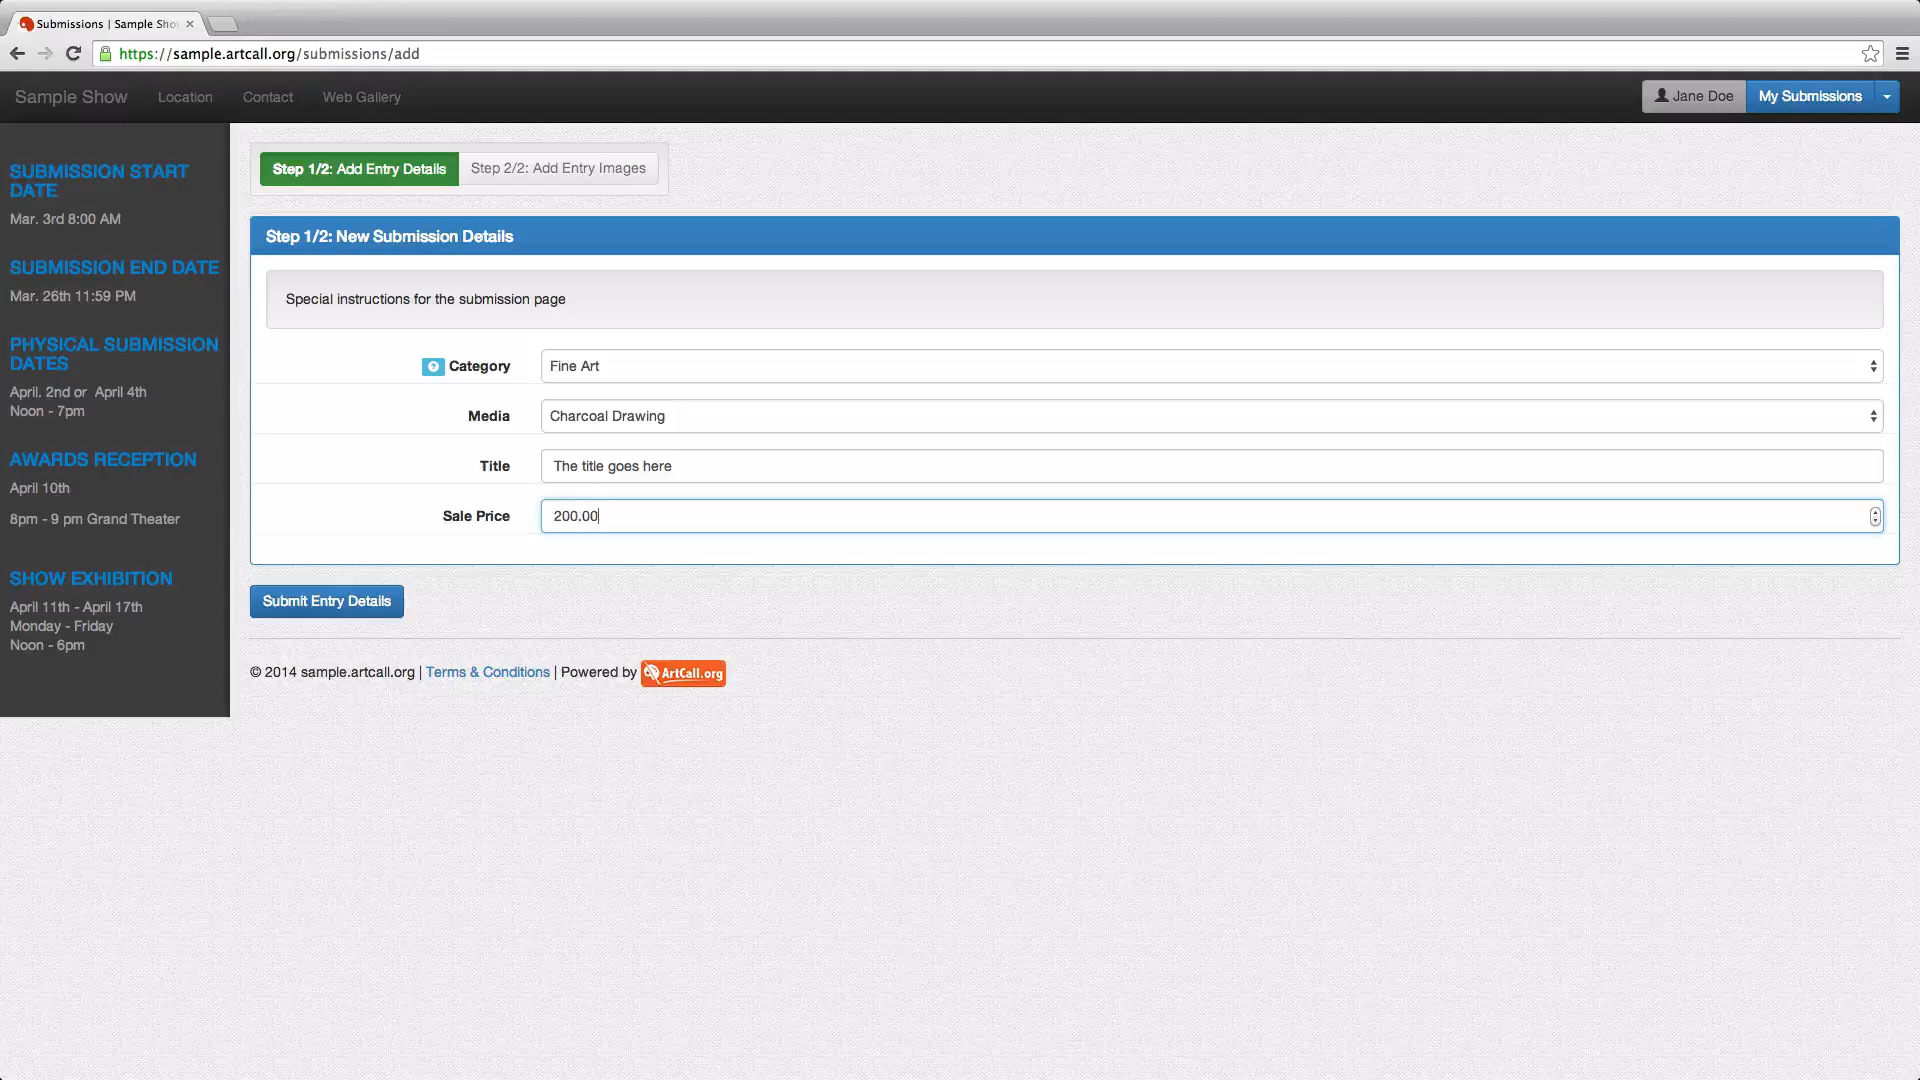 Submissions | Sample Sho
https://sample.artcall.org/submissions/add
Sample Show
Location
Contact
Web Gallery
Jane Doe
My Submissions
SUBMISSION START
DATE
Mar. 3rd 8:00 AM
SUBMISSION END DATE
Mar. 26th 11:59 PM
PHYSICAL SUBMISSION
DATES
April. 2nd or  April 4th
Noon - 7pm
AWARDS RECEPTION
April 10th
8pm - 9 pm Grand Theater
SHOW EXHIBITION
April 11th - April 17th
Monday - Friday
Noon - 6pm
Step 1/2: Add Entry Details
Step 2/2: Add Entry Images
Step 1/2: New Submission Details
Special instructions for the submission page
? Category
Fine Art
Media
Charcoal Drawing
Title
The title goes here
Sale Price
200.00
Submit Entry Details
© 2014 sample.artcall.org | Terms & Conditions | Powered by ArtCall.org